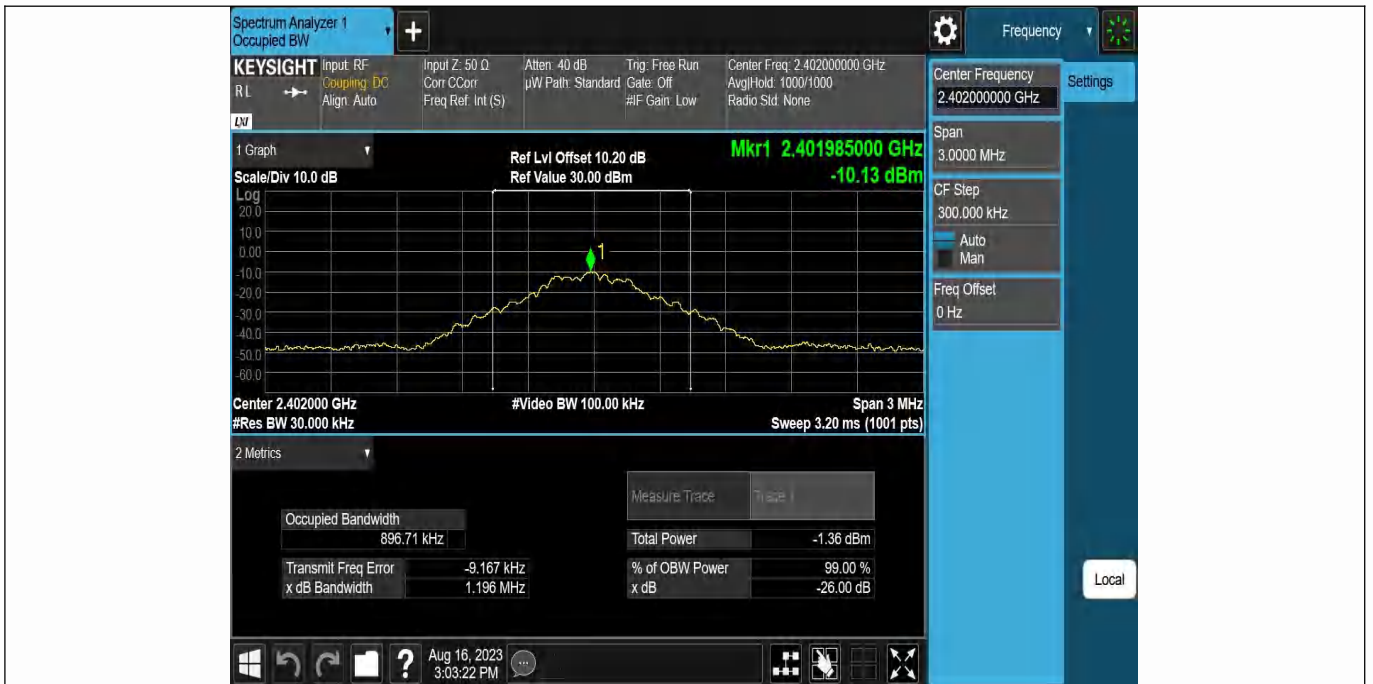 Spectrum Analyzer 1
Occupied BW
+
Frequency
KEYSIGHT
RL
LXI
Input: RF
Coupling: DC
Align: Auto
Input Z: 50 Ω
Corr CCorr
Freq Ref: Int (S)
Atten: 40 dB
µW Path: Standard
Trig: Free Run
Gate: Off
#IF Gain: Low
Center Freq: 2.402000000 GHz
Avg|Hold: 1000/1000
Radio Std: None
1 Graph
Scale/Div 10.0 dB
Ref Lvl Offset 10.20 dB
Ref Value 30.00 dBm
Mkr1 2.401985000 GHz
-10.13 dBm
Log
20.0
10.0
0.00
-10.0
-20.0
-30.0
-40.0
-50.0
-60.0
1
Center 2.402000 GHz
#Video BW 100.00 kHz
Span 3 MHz
#Res BW 30.000 kHz
Sweep 3.20 ms (1001 pts)
2 Metrics
Measure Trace
Trace 1
Occupied Bandwidth
896.71 kHz
Total Power
-1.36 dBm
Transmit Freq Error
-9.167 kHz
% of OBW Power
99.00 %
x dB Bandwidth
1.196 MHz
x dB
-26.00 dB
Center Frequency
2.402000000 GHz
Settings
Span
3.0000 MHz
CF Step
300.000 kHz
Auto
Man
Freq Offset
0 Hz
Local
?
Aug 16, 2023
3:03:22 PM